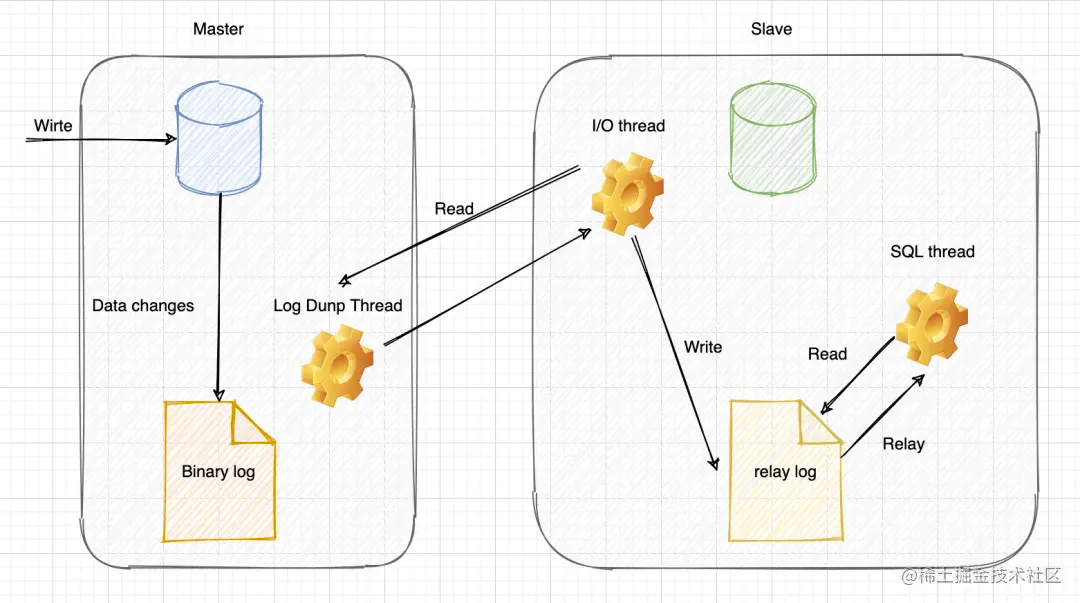 Master
Slave
Wirte
I/O thread
Read
SQL thread
Data changes
Log Dunp Thread
Write
Read
Relay
Binary log
relay log
@稀土掘金技术社区